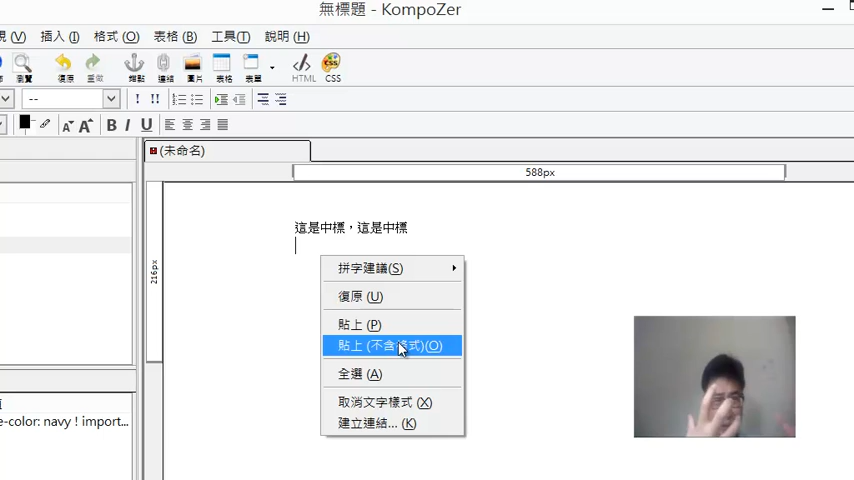 無標題 - KompoZer
(V) 插入 (I) 格式 (O) 表格 (B) 工具(T) 說明 (H)
瀏覽 復原 重做 錨點 連結 圖片 表格 表單 HTML CSS
-- ! !!
A A B I U
(未命名)
588px
216px
這是中標，這是中標
拼字建議(S)
復原 (U)
貼上 (P)
貼上 (不含格式)(O)
全選 (A)
取消文字樣式 (X)
建立連結... (K)
e-color: navy ! import...